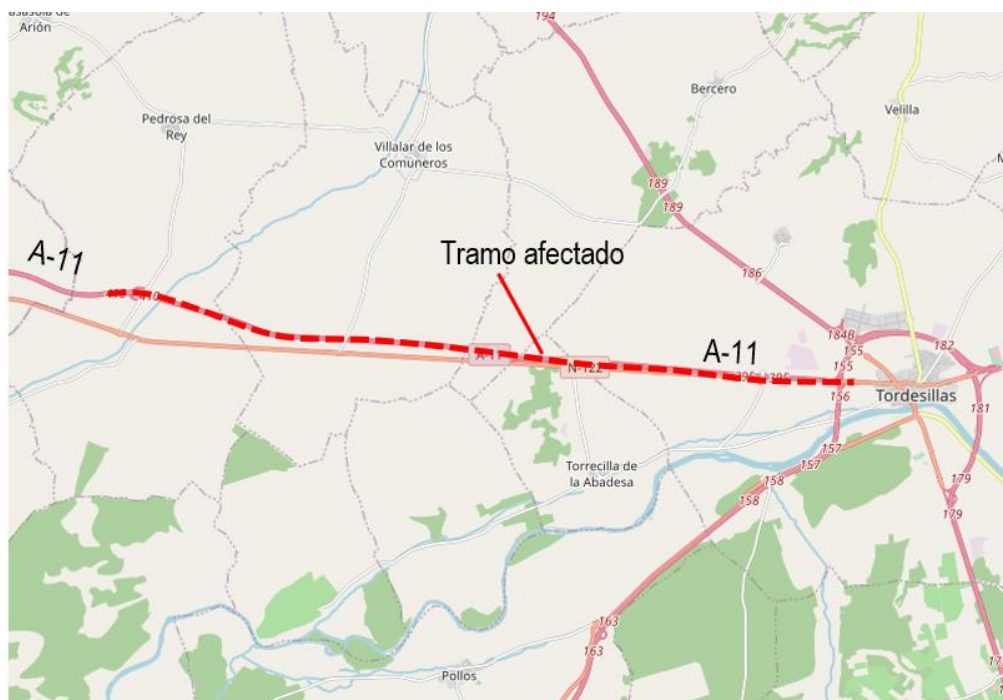 Arión
194
Bercero
Velilla
Pedrosa del
Rey
Villalar de los
Comuneros
189
189
A-11
Tramo afectado
186
184B
182
155
155
A-11
N-122
A-11
156
Tordesillas
181
157
157
Torrecilla de
la Abadesa
158
158
179
179
163
163
Pollos